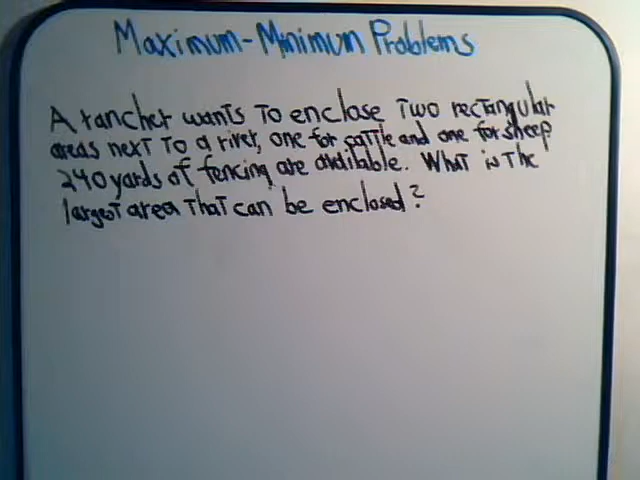 Maximum-Minimum Problems
A rancher wants to enclose two rectangular
areas next to a river, one for cattle and one for sheep
240 yards of fencing are available. What is the
largest area that can be enclosed?